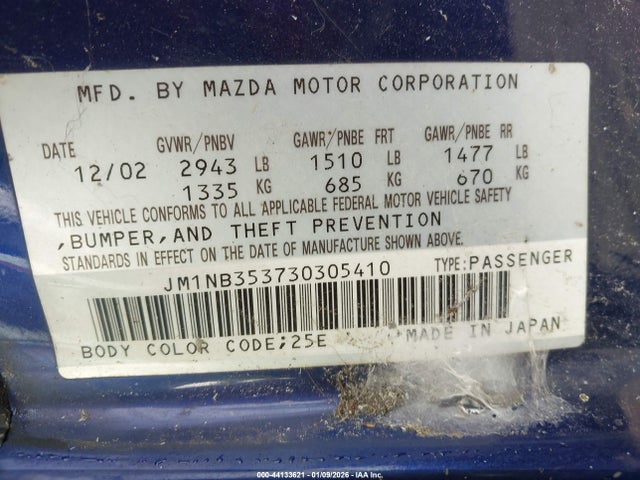 MFD. BY MAZDA MOTOR CORPORATION
DATE GVWR/PNBV GAWR/PNBE FRT GAWR/PNBE RR
12/02 2943 LB 1510 LB 1477 LB
1335 KG 685 KG 670 KG
THIS VEHICLE CONFORMS TO ALL APPLICABLE FEDERAL MOTOR VEHICLE SAFETY
,BUMPER,AND THEFT PREVENTION
STANDARDS IN EFFECT ON THE DATE OF MANUFACTURE SHOWN ABOVE.
JM1NB353730305410 TYPE:PASSENGER
BODY COLOR CODE;25E *MADE IN JAPAN
000-44133621 | 01/09/2026 | Copyright IAA, LLC